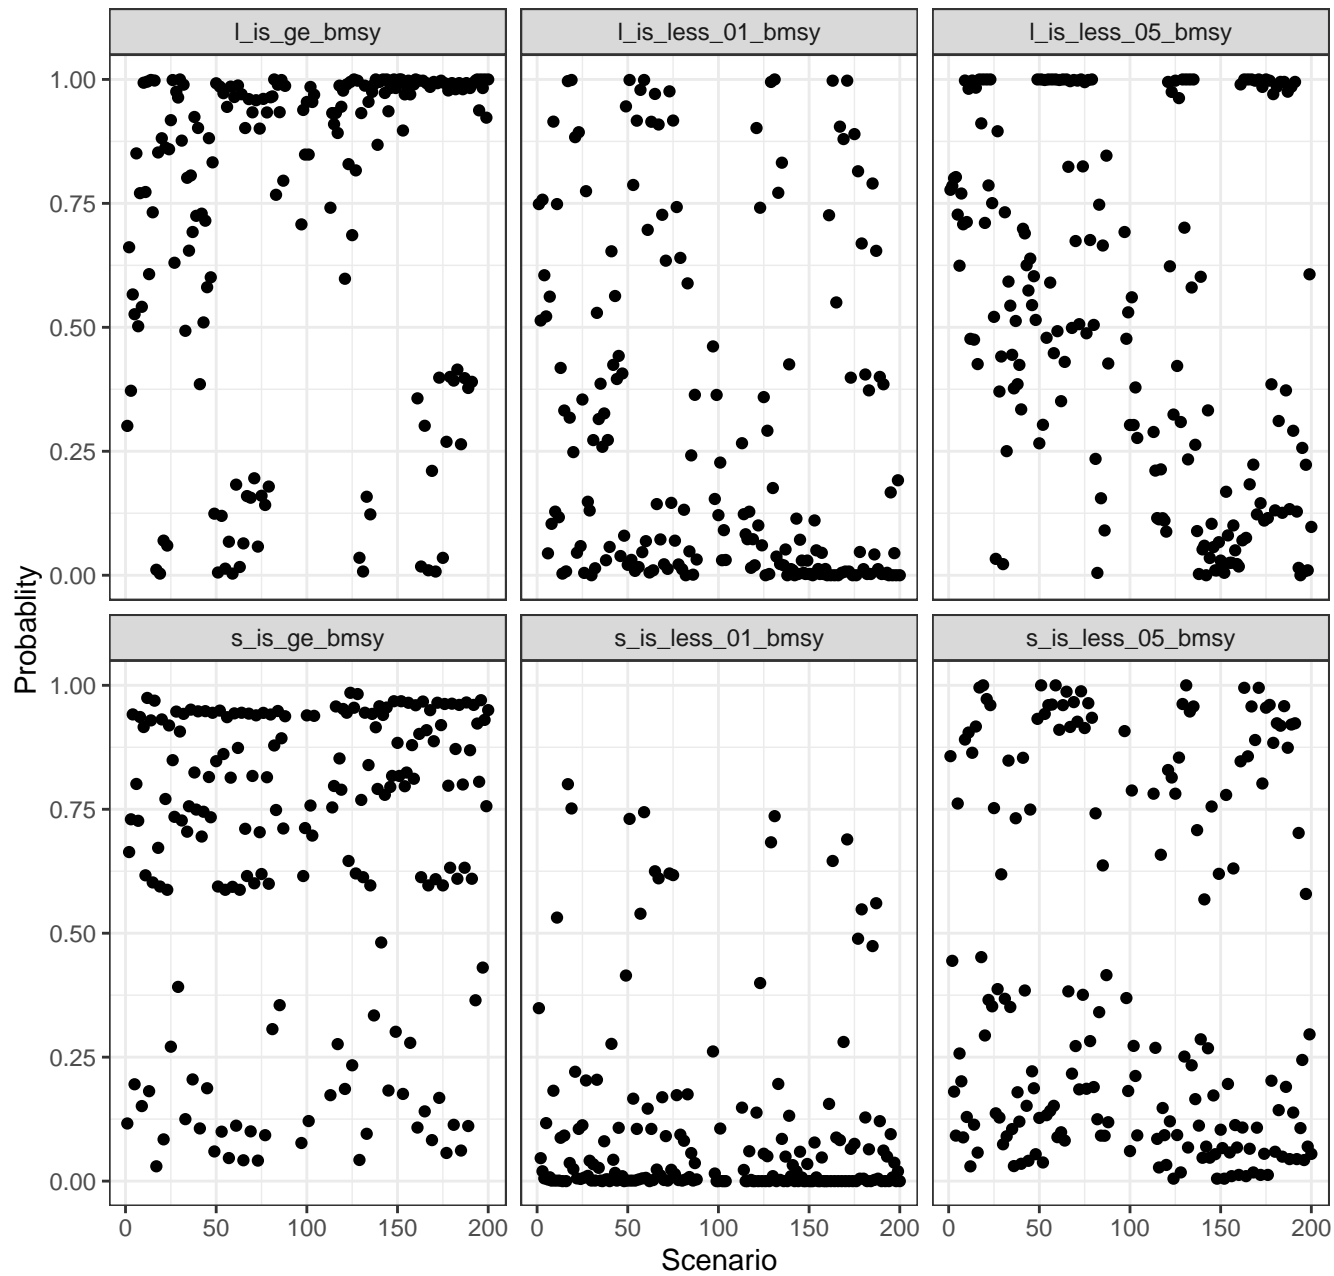 l_is_ge_bmsy l_is_less_01_bmsy l_is_less_05_bmsy
1.00
0.75
0.50
0.25
0.00
Probablity
s_is_ge_bmsy s_is_less_01_bmsy s_is_less_05_bmsy
1.00
0.75
0.50
0.25
0.00
0 50 100 150 200 0 50 100 150 200 0 50 100 150 200
Scenario